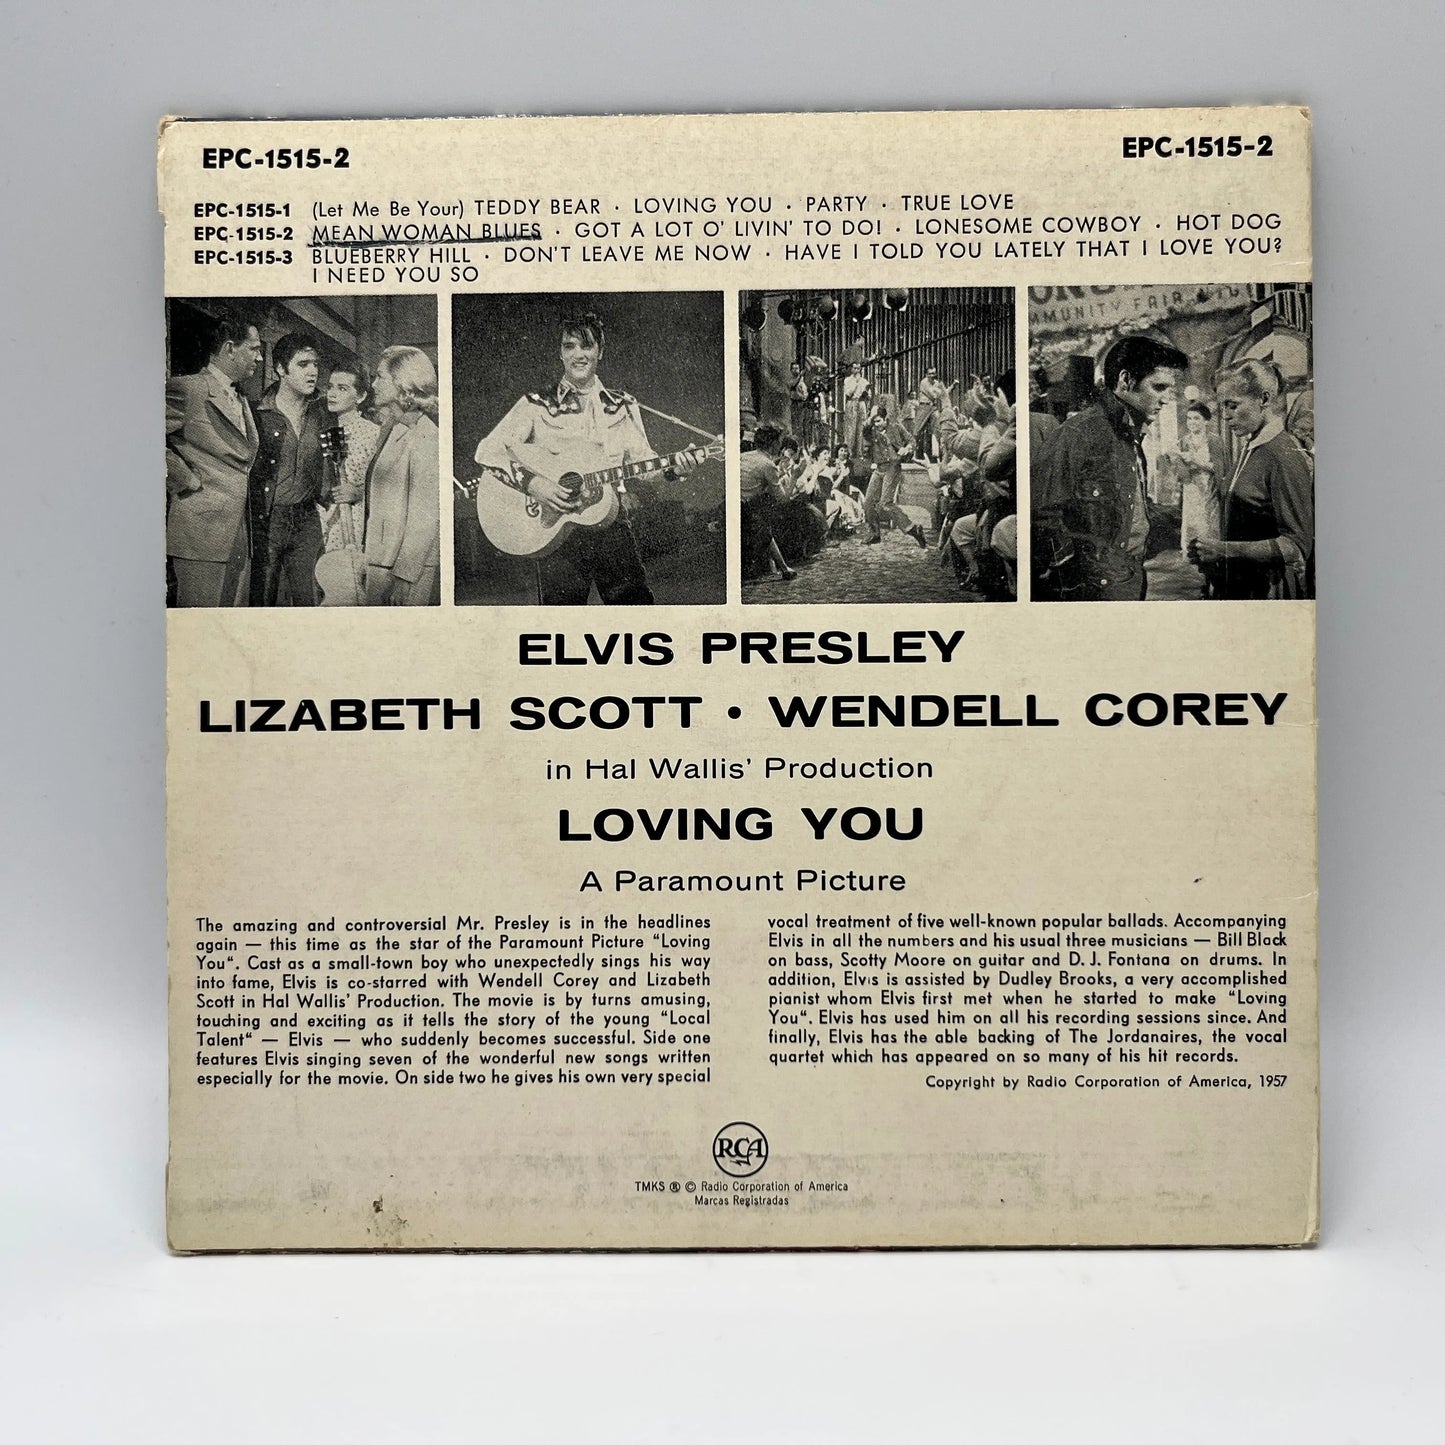 EPC-1515-2 EPC-1515-2
EPC-1515-1 (Let Me Be Your) TEDDY BEAR · LOVING YOU · PARTY · TRUE LOVE
EPC-1515-2 MEAN WOMAN BLUES · GOT A LOT O' LIVIN' TO DO! · LONESOME COWBOY · HOT DOG
EPC-1515-3 BLUEBERRY HILL · DON'T LEAVE ME NOW · HAVE I TOLD YOU LATELY THAT I LOVE YOU?
I NEED YOU SO
MUNITY FAIR
ELVIS PRESLEY
LIZABETH SCOTT • WENDELL COREY
in Hal Wallis' Production
LOVING YOU
A Paramount Picture
The amazing and controversial Mr. Presley is in the headlines
again — this time as the star of the Paramount Picture "Loving
You". Cast as a small-town boy who unexpectedly sings his way
into fame, Elvis is co-starred with Wendell Corey and Lizabeth
Scott in Hal Wallis' Production. The movie is by turns amusing,
touching and exciting as it tells the story of the young "Local
Talent" — Elvis — who suddenly becomes successful. Side one
features Elvis singing seven of the wonderful new songs written
especially for the movie. On side two he gives his own very special
vocal treatment of five well-known popular ballads. Accompanying
Elvis in all the numbers and his usual three musicians — Bill Black
on bass, Scotty Moore on guitar and D. J. Fontana on drums. In
addition, Elvis is assisted by Dudley Brooks, a very accomplished
pianist whom Elvis first met when he started to make "Loving
You". Elvis has used him on all his recording sessions since. And
finally, Elvis has the able backing of The Jordanaires, the vocal
quartet which has appeared on so many of his hit records.
Copyright by Radio Corporation of America, 1957
RCA
TMKS ® © Radio Corporation of America
Marcas Registradas